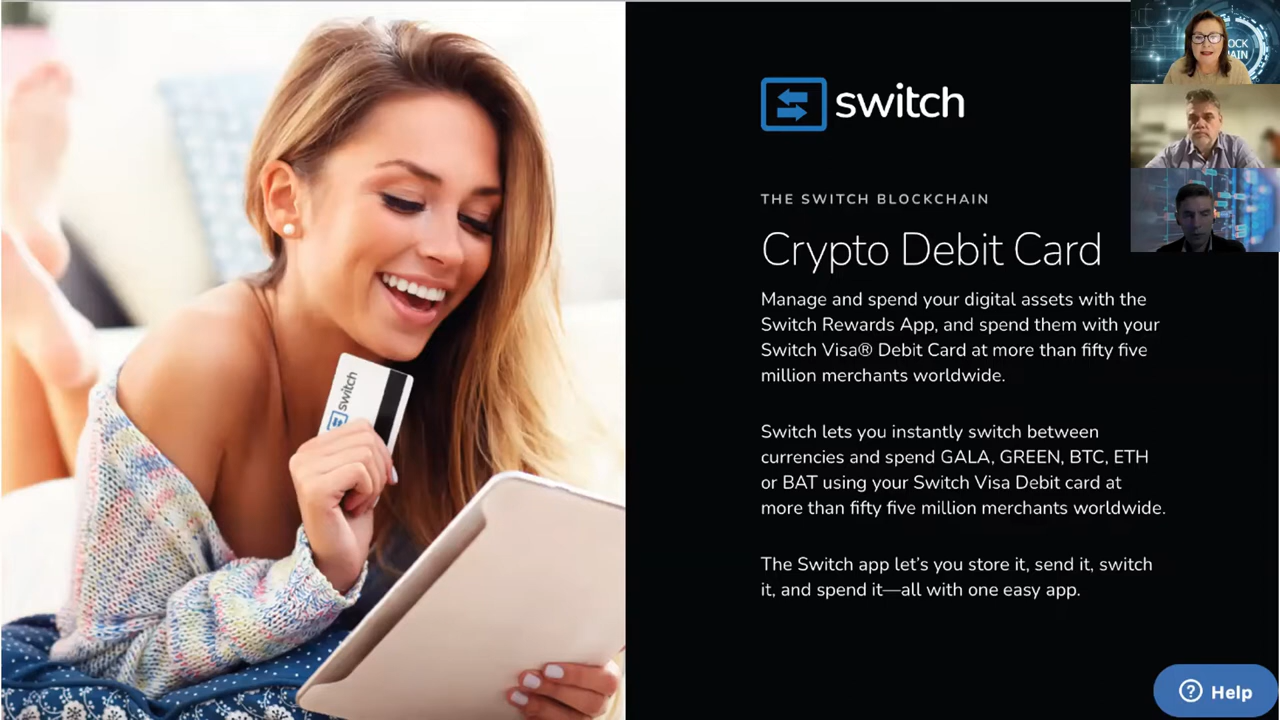 switch
switch
THE SWITCH BLOCKCHAIN
Crypto Debit Card
Manage and spend your digital assets with the
Switch Rewards App, and spend them with your
Switch Visa® Debit Card at more than fifty five
million merchants worldwide.
Switch lets you instantly switch between
currencies and spend GALA, GREEN, BTC, ETH
or BAT using your Switch Visa Debit card at
more than fifty five million merchants worldwide.
The Switch app let's you store it, send it, switch
it, and spend it—all with one easy app.
Help